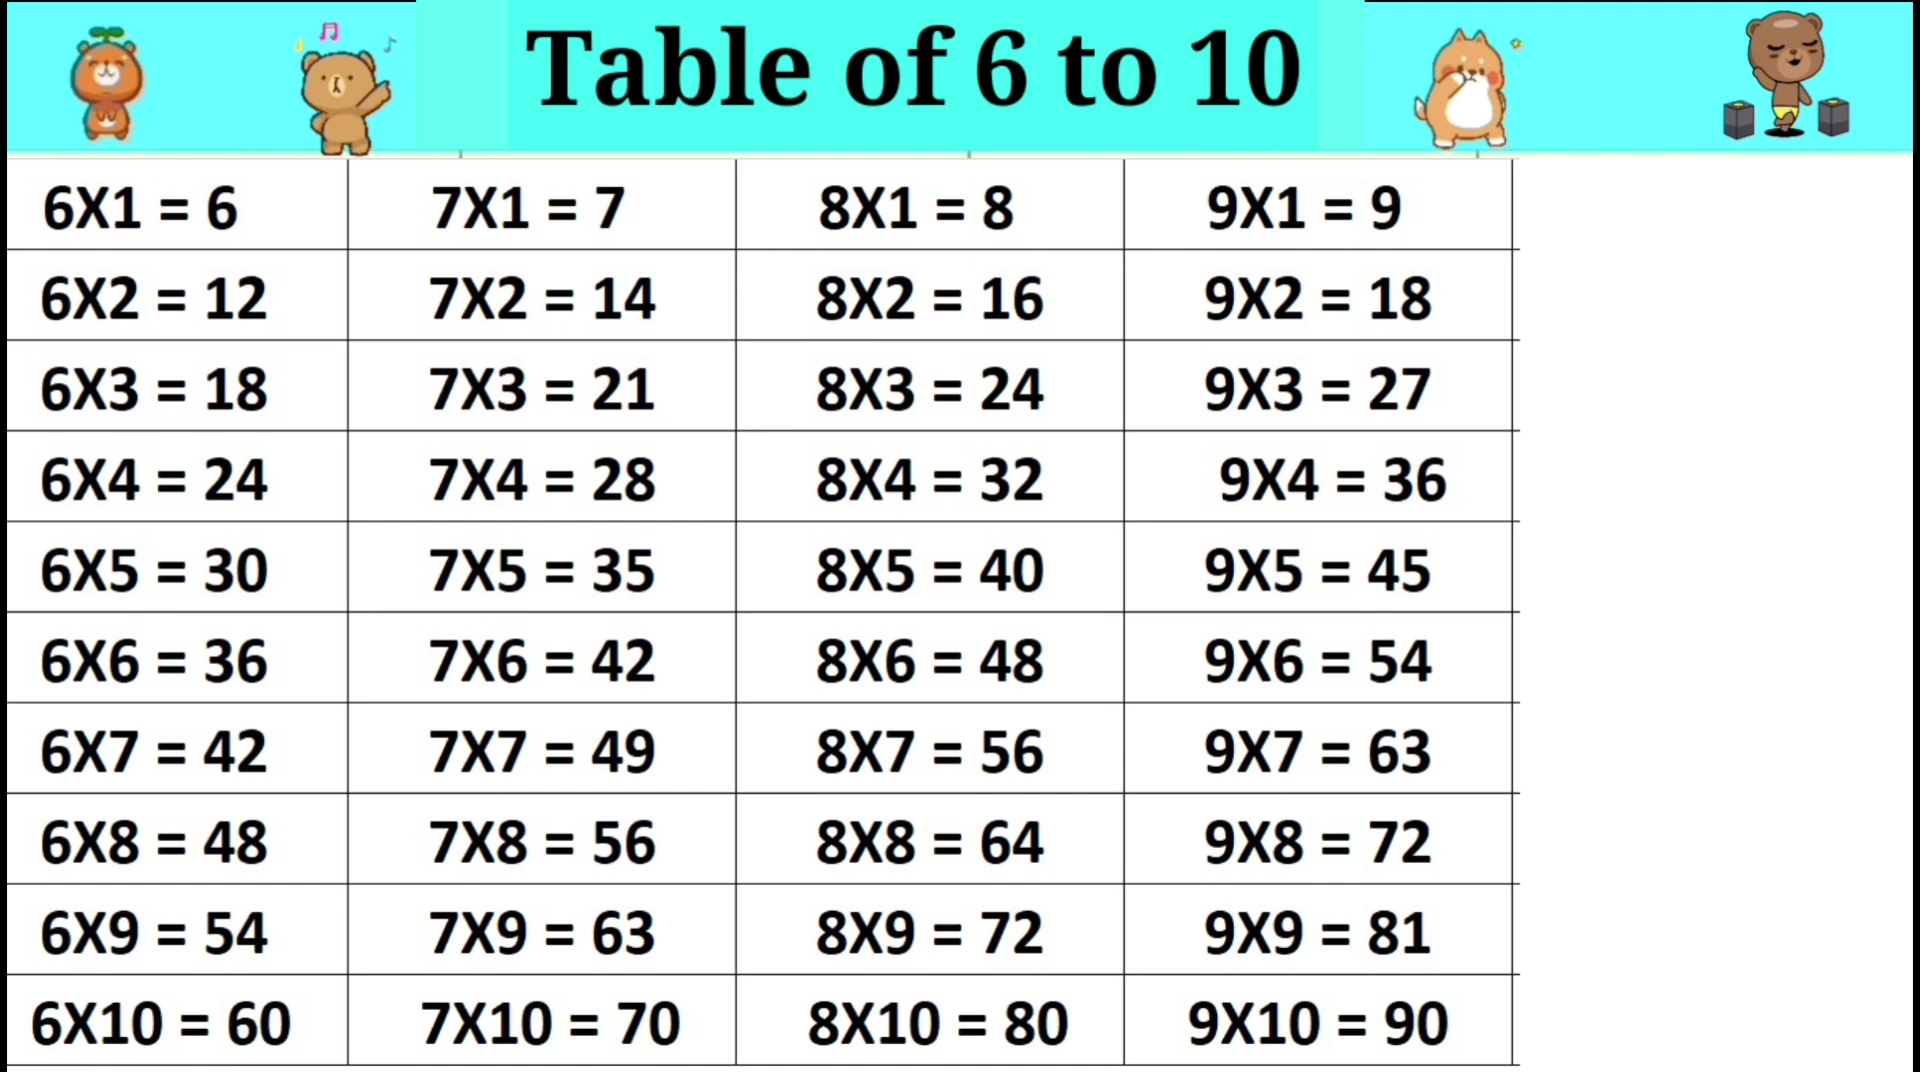 Table of 6 to 10
6X1 = 6 7X1 = 7 8X1 = 8 9X1 = 9
6X2 = 12 7X2 = 14 8X2 = 16 9X2 = 18
6X3 = 18 7X3 = 21 8X3 = 24 9X3 = 27
6X4 = 24 7X4 = 28 8X4 = 32 9X4 = 36
6X5 = 30 7X5 = 35 8X5 = 40 9X5 = 45
6X6 = 36 7X6 = 42 8X6 = 48 9X6 = 54
6X7 = 42 7X7 = 49 8X7 = 56 9X7 = 63
6X8 = 48 7X8 = 56 8X8 = 64 9X8 = 72
6X9 = 54 7X9 = 63 8X9 = 72 9X9 = 81
6X10 = 60 7X10 = 70 8X10 = 80 9X10 = 90